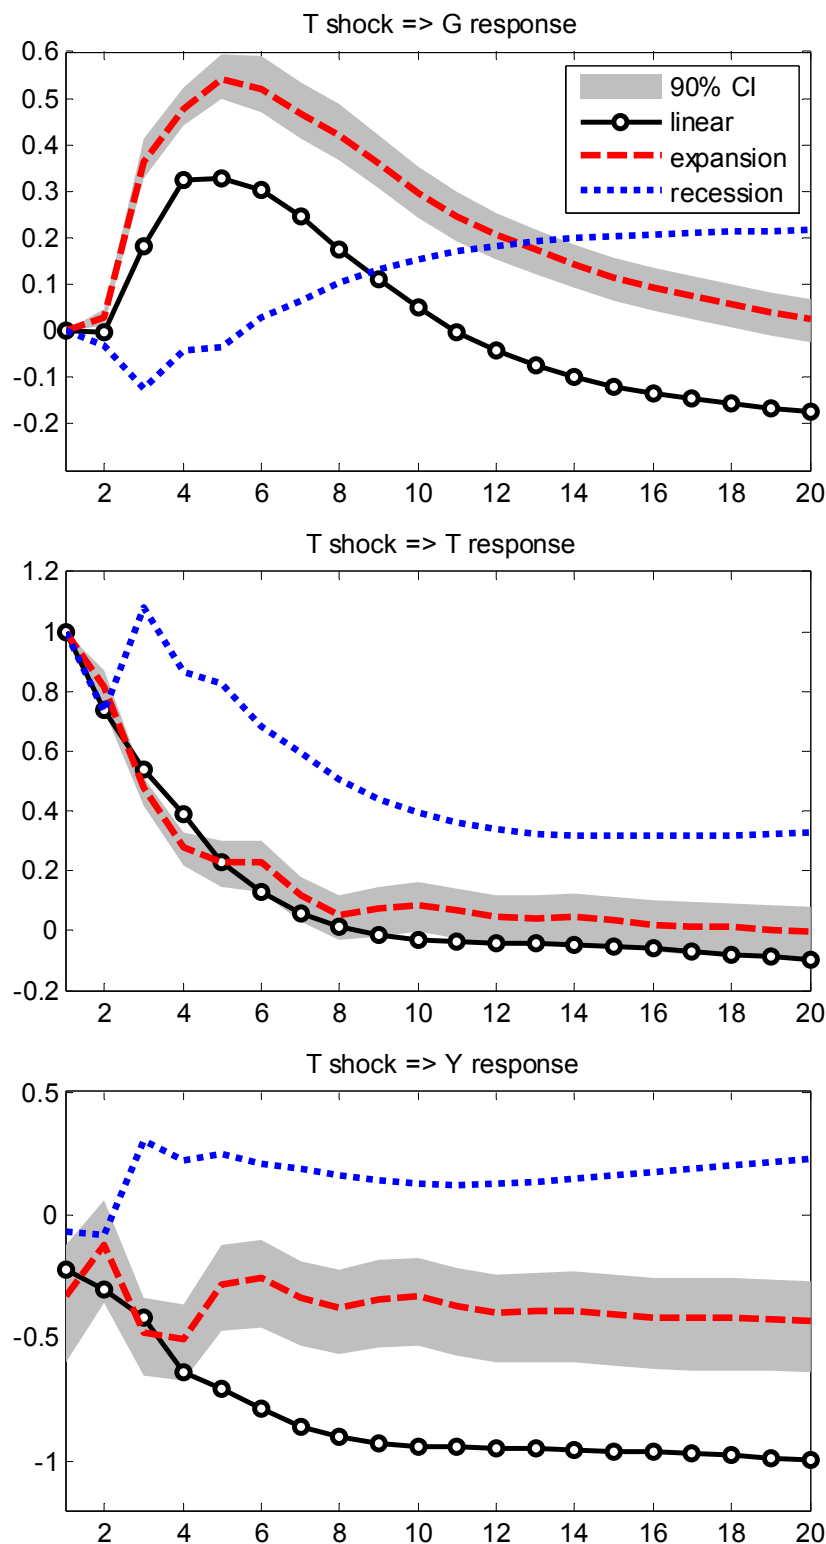 T shock => G response
0.6
0.5
0.4
0.3
0.2
0.1
0
-0.1
-0.2
90% CI
linear
expansion
recession
2 4 6 8 10 12 14 16 18 20
T shock => T response
1.2
1
0.8
0.6
0.4
0.2
0
-0.2
2 4 6 8 10 12 14 16 18 20
T shock => Y response
0.5
0
-0.5
-1
2 4 6 8 10 12 14 16 18 20